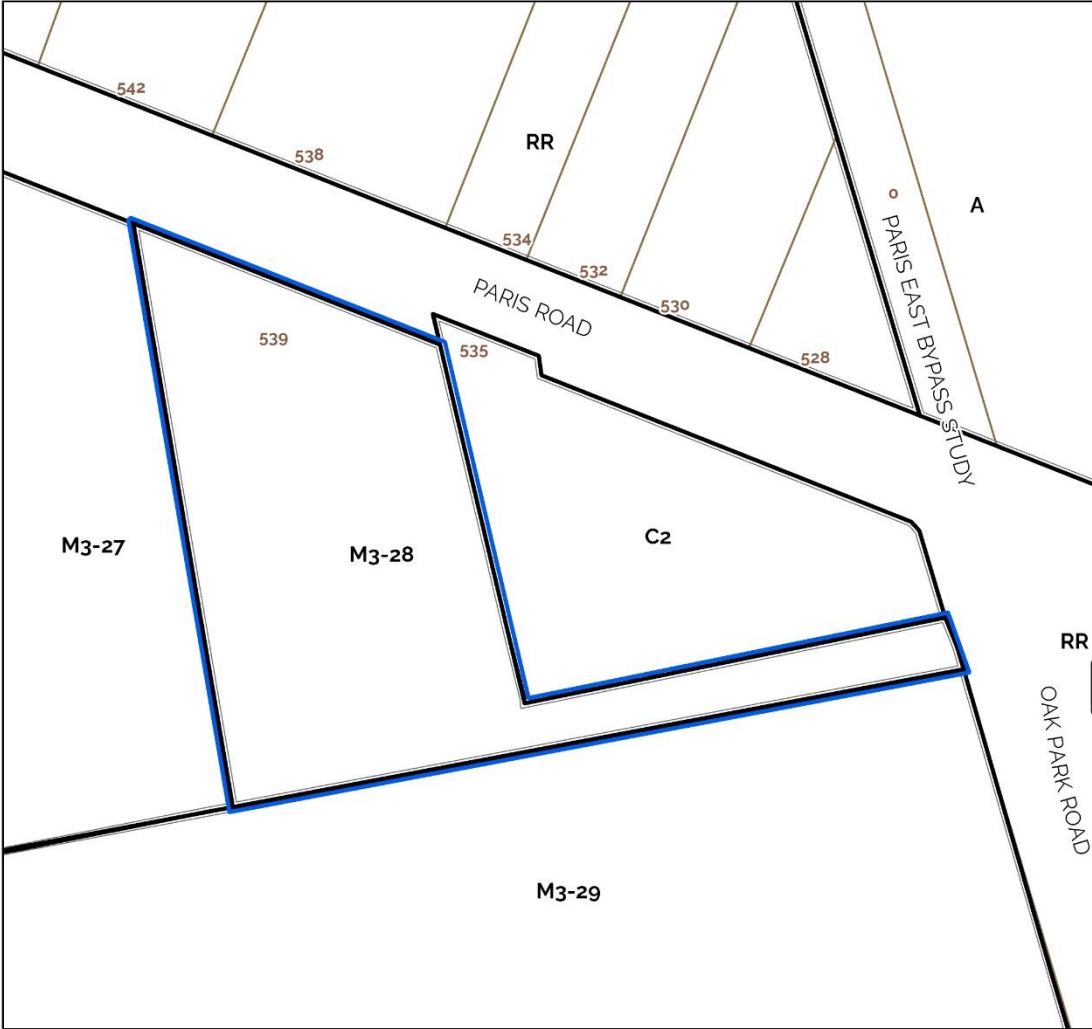 542
538
RR
534
532
530
528
0
A
PARIS ROAD
PARIS EAST BYPASS STUDY
539
535
M3-27
M3-28
C2
RR
OAK PARK ROAD
M3-29